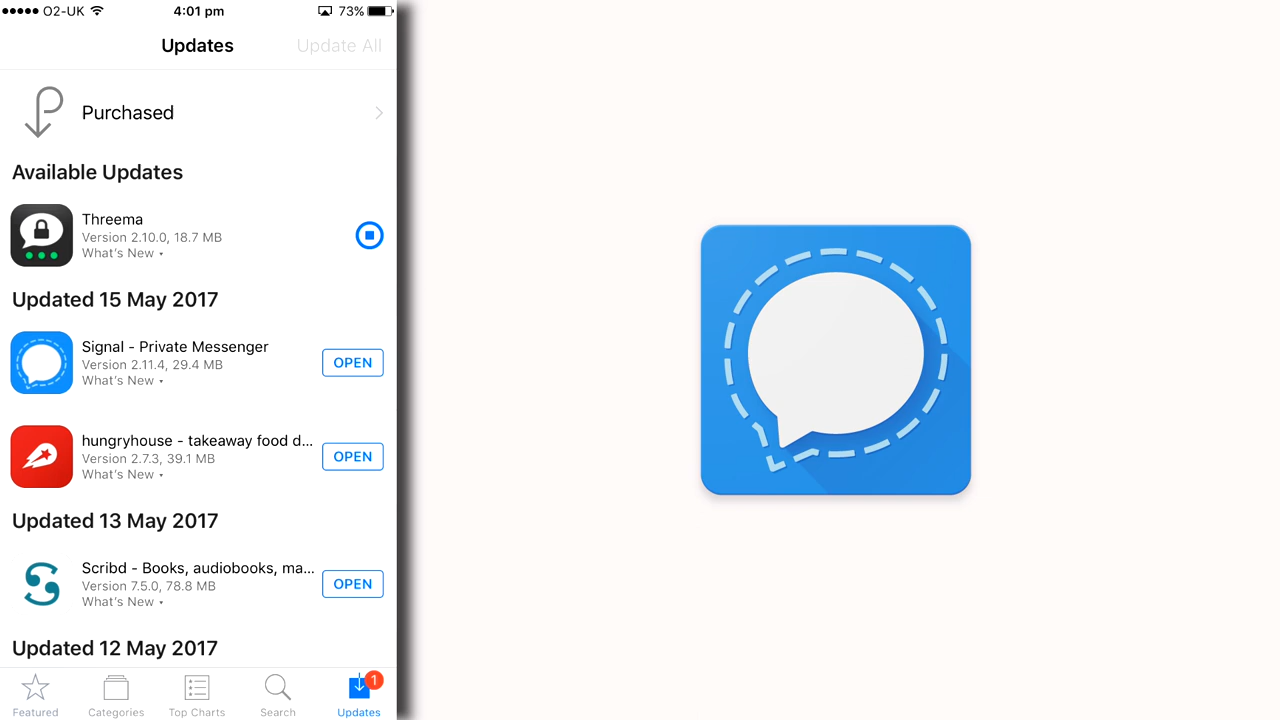 ●●●●● O2-UK 4:01 pm 73%
Updates Update All
Purchased
Available Updates
Threema
Version 2.10.0, 18.7 MB
What's New ▾
Updated 15 May 2017
Signal - Private Messenger
Version 2.11.4, 29.4 MB
What's New ▾
OPEN
hungryhouse - takeaway food d...
Version 2.7.3, 39.1 MB
What's New ▾
OPEN
Updated 13 May 2017
Scribd - Books, audiobooks, ma...
Version 7.5.0, 78.8 MB
What's New ▾
OPEN
Updated 12 May 2017
1
Featured Categories Top Charts Search Updates